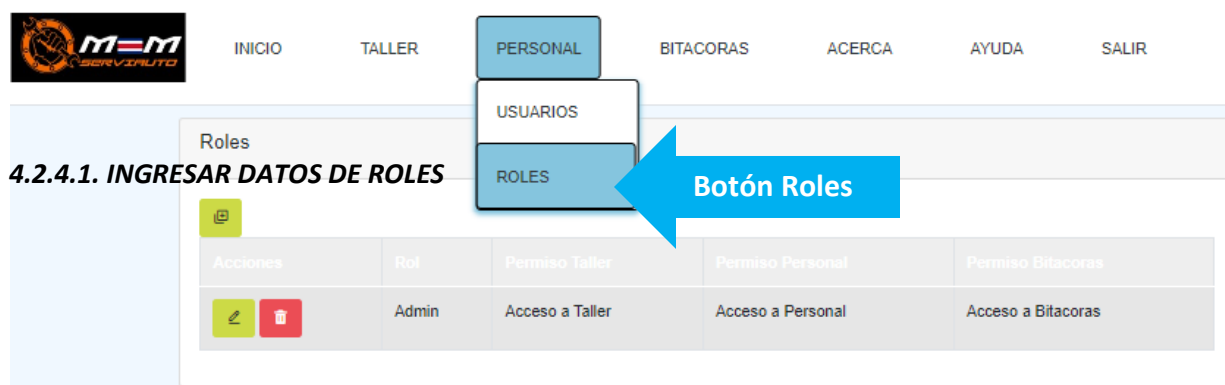 M=M
SERVIAUTO
INICIO TALLER PERSONAL BITACORAS ACERCA AYUDA SALIR
USUARIOS
Roles
4.2.4.1. INGRESAR DATOS DE ROLES
ROLES
Botón Roles
Acciones Rol Permiso Taller Permiso Personal Permiso Bitacoras
Admin Acceso a Taller Acceso a Personal Acceso a Bitacoras